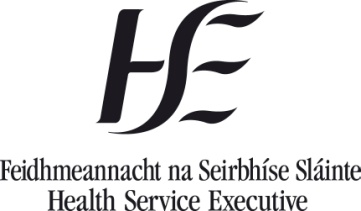 HSE
Feidhmeannacht na Seirbhíse Sláinte
Health Service Executive